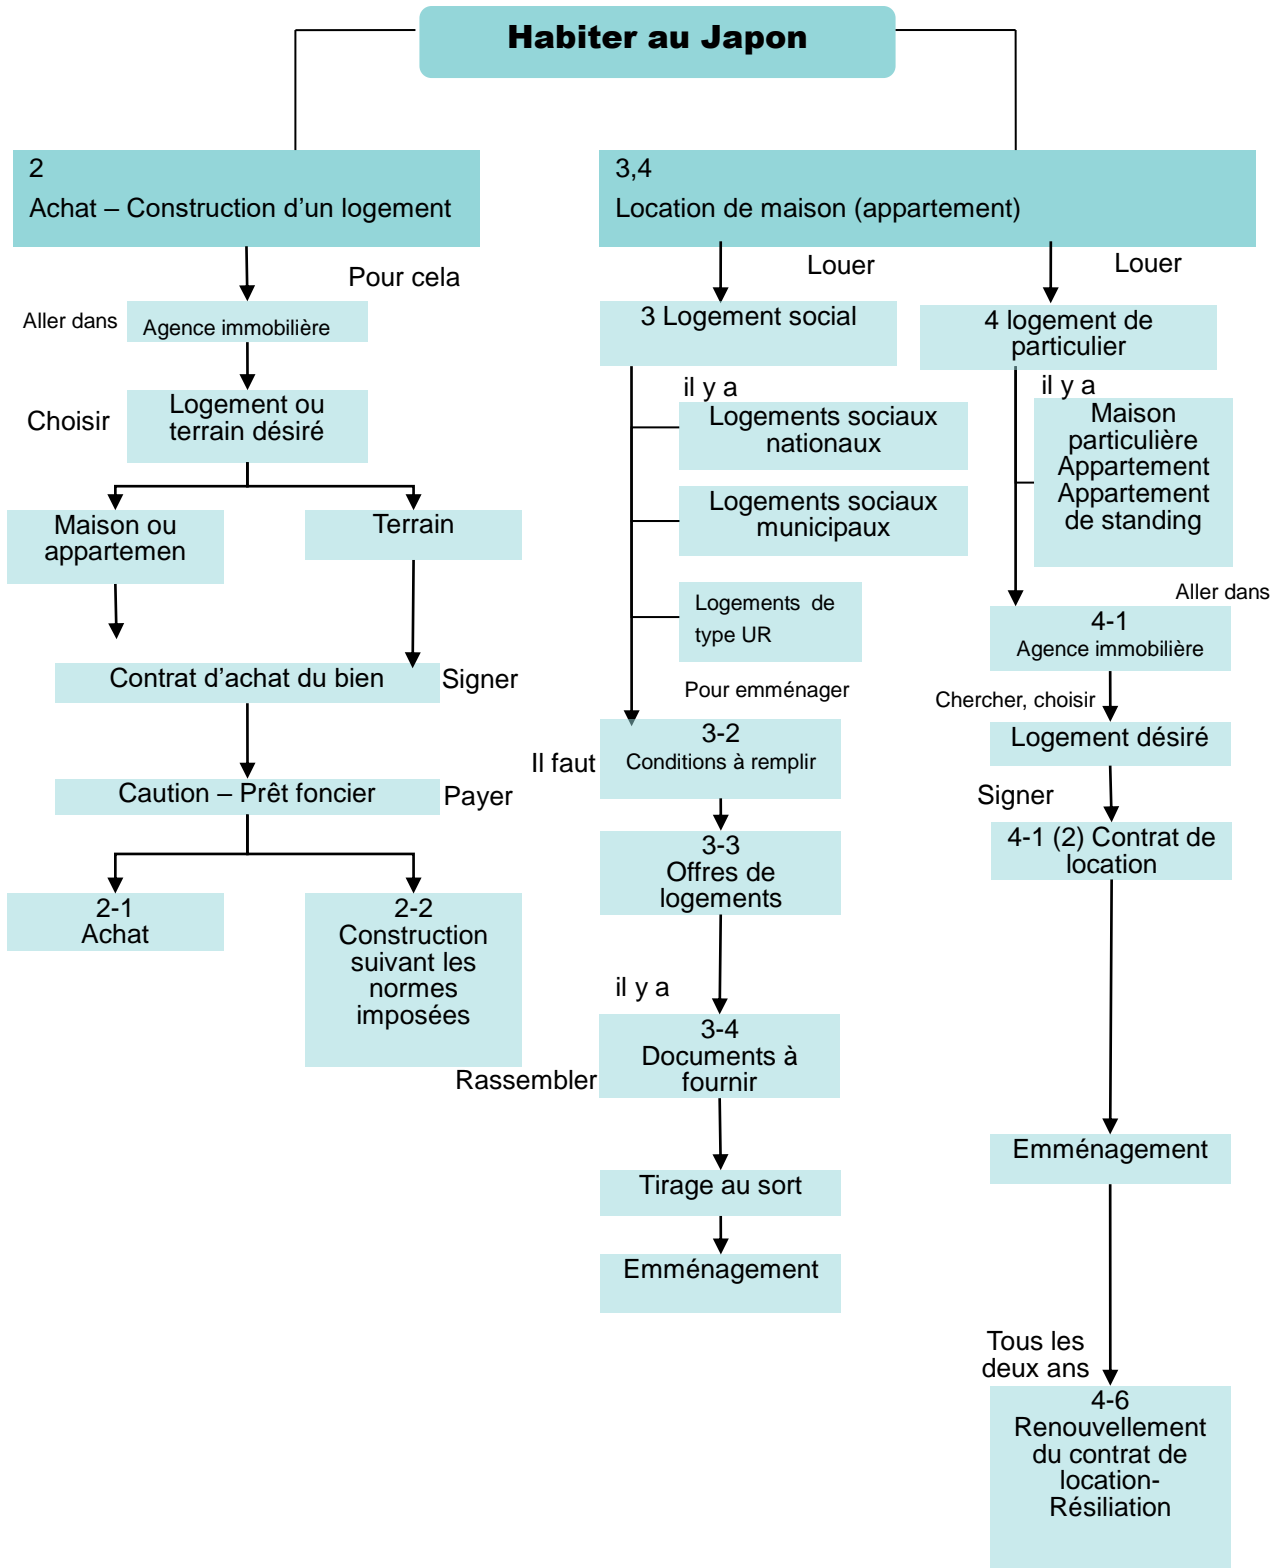 Habiter au Japon
2
Achat – Construction d’un logement
Pour cela
Aller dans
Agence immobilière
Choisir
Logement ou
terrain désiré
Maison ou
appartemen
Terrain
Contrat d’achat du bien
Signer
Caution – Prêt foncier
Payer
2-1
Achat
2-2
Construction
suivant les
normes
imposées
3,4
Location de maison (appartement)
Louer
3 Logement social
il y a
Logements sociaux
nationaux
Logements sociaux
municipaux
Logements de
type UR
Pour emménager
Il faut
3-2
Conditions à remplir
3-3
Offres de
logements
il y a
3-4
Documents à
fournir
Rassembler
Tirage au sort
Emménagement
Louer
4 logement de
particulier
il y a
Maison
particulière
Appartement
Appartement
de standing
Aller dans
4-1
Agence immobilière
Chercher, choisir
Logement désiré
Signer
4-1 (2) Contrat de
location
Emménagement
Tous les
deux ans
4-6
Renouvellement
du contrat de
location-
Résiliation